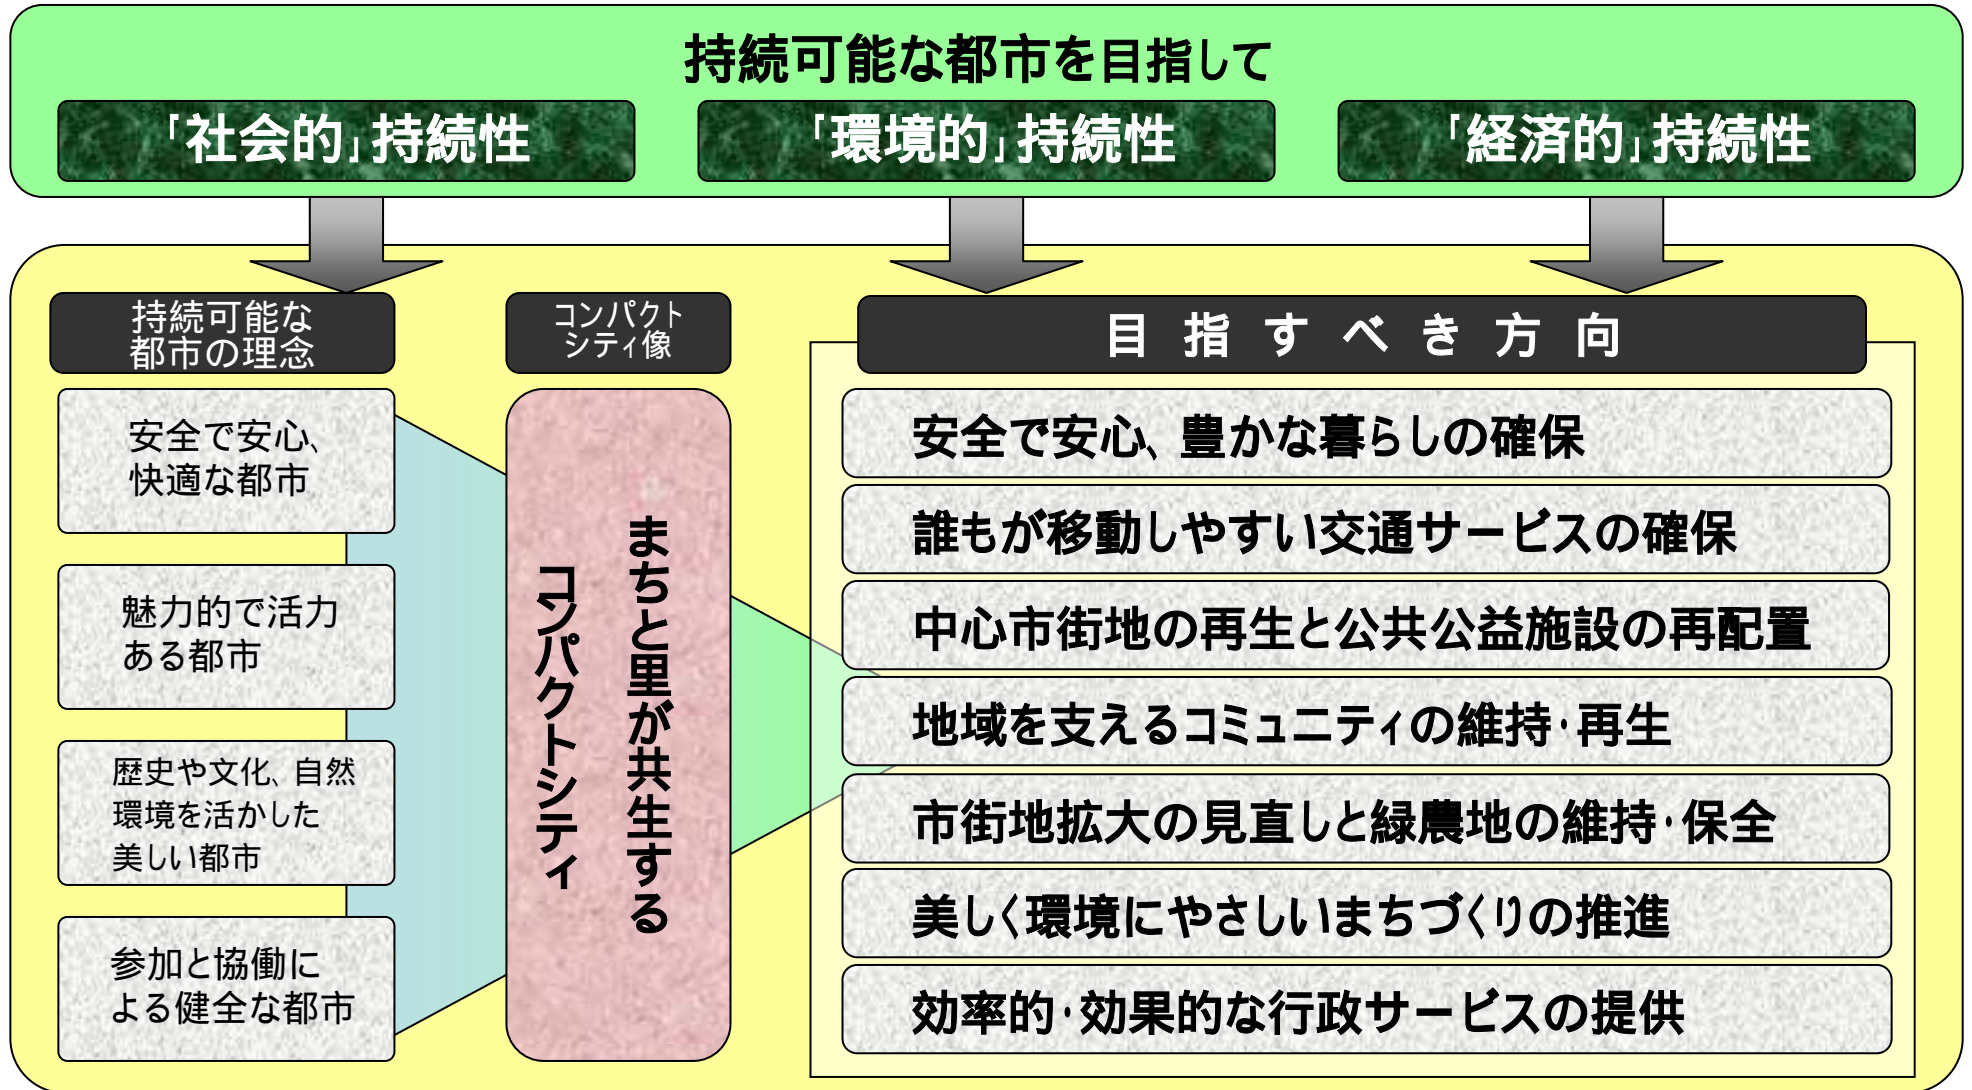 持続可能な都市を目指して
「社会的」持続性
「環境的」持続性
「経済的」持続性
持続可能な
都市の理念
安全で安心、
快適な都市
魅力的で活力
ある都市
歴史や文化、自然
環境を活かした
美しい都市
参加と協働に
よる健全な都市
コンパクト
シティ像
まちと里が共生する
コンパクトシティ
目指すべき方向
安全で安心、豊かな暮らしの確保
誰もが移動しやすい交通サービスの確保
中心市街地の再生と公共公益施設の再配置
地域を支えるコミュニティの維持・再生
市街地拡大の見直しと緑農地の維持・保全
美しく環境にやさしいまちづくりの推進
効率的・効果的な行政サービスの提供